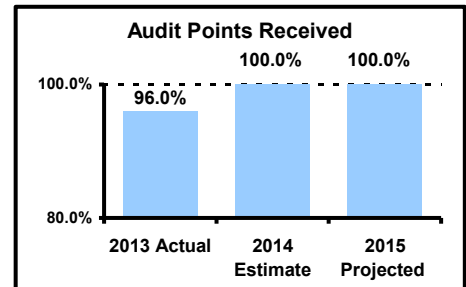 Audit Points Received
100.0% 100.0%
100.0%
96.0%
80.0%
2013 Actual 2014 2015
Estimate Projected